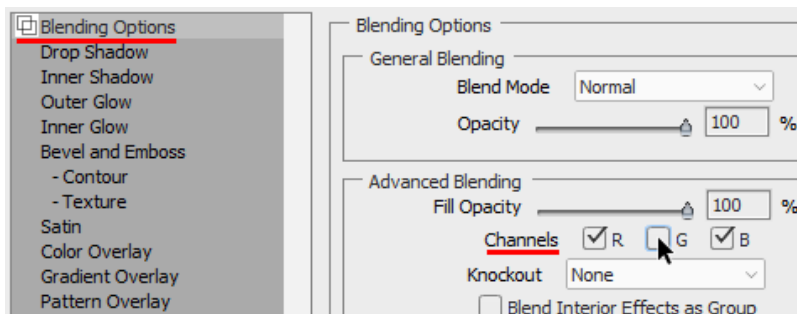 Blending Options
Drop Shadow
Inner Shadow
Outer Glow
Inner Glow
Bevel and Emboss
- Contour
- Texture
Satin
Color Overlay
Gradient Overlay
Pattern Overlay
Blending Options
General Blending
Blend Mode Normal
Opacity 100 %
Advanced Blending
Fill Opacity 100 %
Channels R G B
Knockout None
Blend Interior Effects as Group